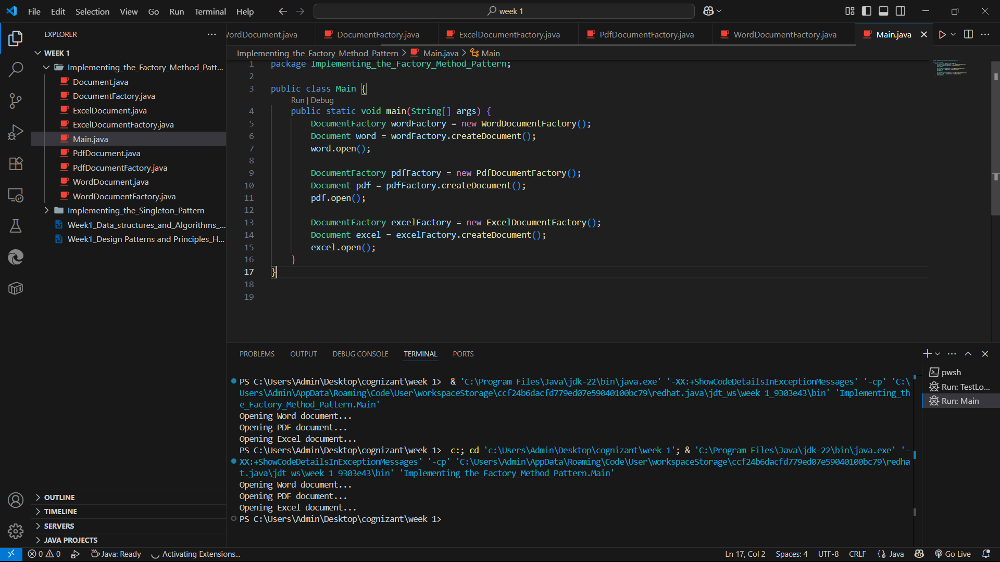 File Edit Selection View Go Run Terminal Help
week 1
EXPLORER
WEEK 1
Implementing_the_Factory_Method_Patt...
Document.java
DocumentFactory.java
ExcelDocument.java
ExcelDocumentFactory.java
Main.java
PdfDocument.java
PdfDocumentFactory.java
WordDocument.java
WordDocumentFactory.java
Implementing_the_Singleton_Pattern
Week1_Data_structures_and_Algorithms_...
Week1_Design Patterns and Principles_H...
OUTLINE
TIMELINE
SERVERS
JAVA PROJECTS
WordDocument.java DocumentFactory.java ExcelDocumentFactory.java PdfDocumentFactory.java WordDocumentFactory.java Main.java
Implementing_the_Factory_Method_Pattern > Main.java > Main
1 package Implementing_the_Factory_Method_Pattern;
2
3 public class Main {
Run | Debug
4 public static void main(String[] args) {
5 DocumentFactory wordFactory = new WordDocumentFactory();
6 Document word = wordFactory.createDocument();
7 word.open();
8
9 DocumentFactory pdfFactory = new PdfDocumentFactory();
10 Document pdf = pdfFactory.createDocument();
11 pdf.open();
12
13 DocumentFactory excelFactory = new ExcelDocumentFactory();
14 Document excel = excelFactory.createDocument();
15 excel.open();
16 }
17 }
18
19
PROBLEMS OUTPUT DEBUG CONSOLE TERMINAL PORTS
PS C:\Users\Admin\Desktop\cognizant\week 1> & 'C:\Program Files\Java\jdk-22\bin\java.exe' '-XX:+ShowCodeDetailsInExceptionMessages' '-cp' 'C:\
Users\Admin\AppData\Roaming\Code\User\workspaceStorage\ccf24b6dacfd779ed07e59040100bc79\redhat.java\jdt_ws\week 1_9303e43\bin' 'Implementing_th
e_Factory_Method_Pattern.Main'
Opening Word document...
Opening PDF document...
Opening Excel document...
PS C:\Users\Admin\Desktop\cognizant\week 1> c:; cd 'c:\Users\Admin\Desktop\cognizant\week 1'; & 'C:\Program Files\Java\jdk-22\bin\java.exe' '-
XX:+ShowCodeDetailsInExceptionMessages' '-cp' 'C:\Users\Admin\AppData\Roaming\Code\User\workspaceStorage\ccf24b6dacfd779ed07e59040100bc79\redha
t.java\jdt_ws\week 1_9303e43\bin' 'Implementing_the_Factory_Method_Pattern.Main'
Opening Word document...
Opening PDF document...
Opening Excel document...
PS C:\Users\Admin\Desktop\cognizant\week 1>
pwsh
Run: TestLo...
Run: Main
0 0 Java: Ready Activating Extensions... Ln 17, Col 2 Spaces: 4 UTF-8 CRLF {} Java Go Live